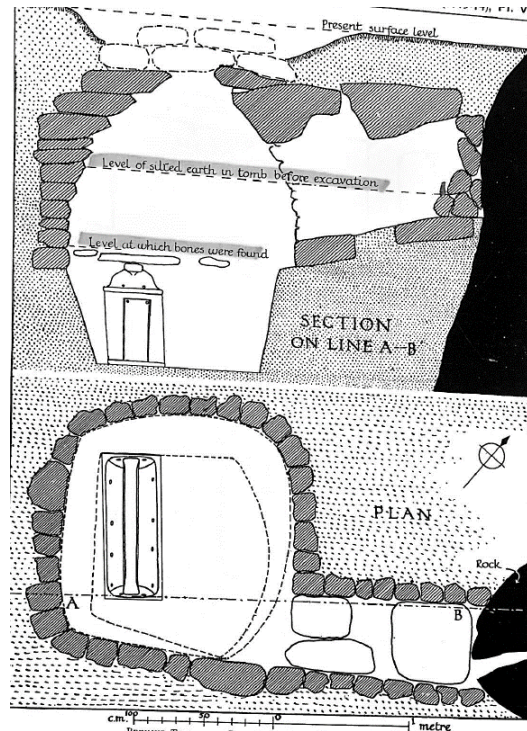 Present surface level
Level of silted earth in tomb before excavation
Level at which bones were found
SECTION
ON LINE A–B
PLAN
Rock
A
B
c.m. 100 50 0 1 metre